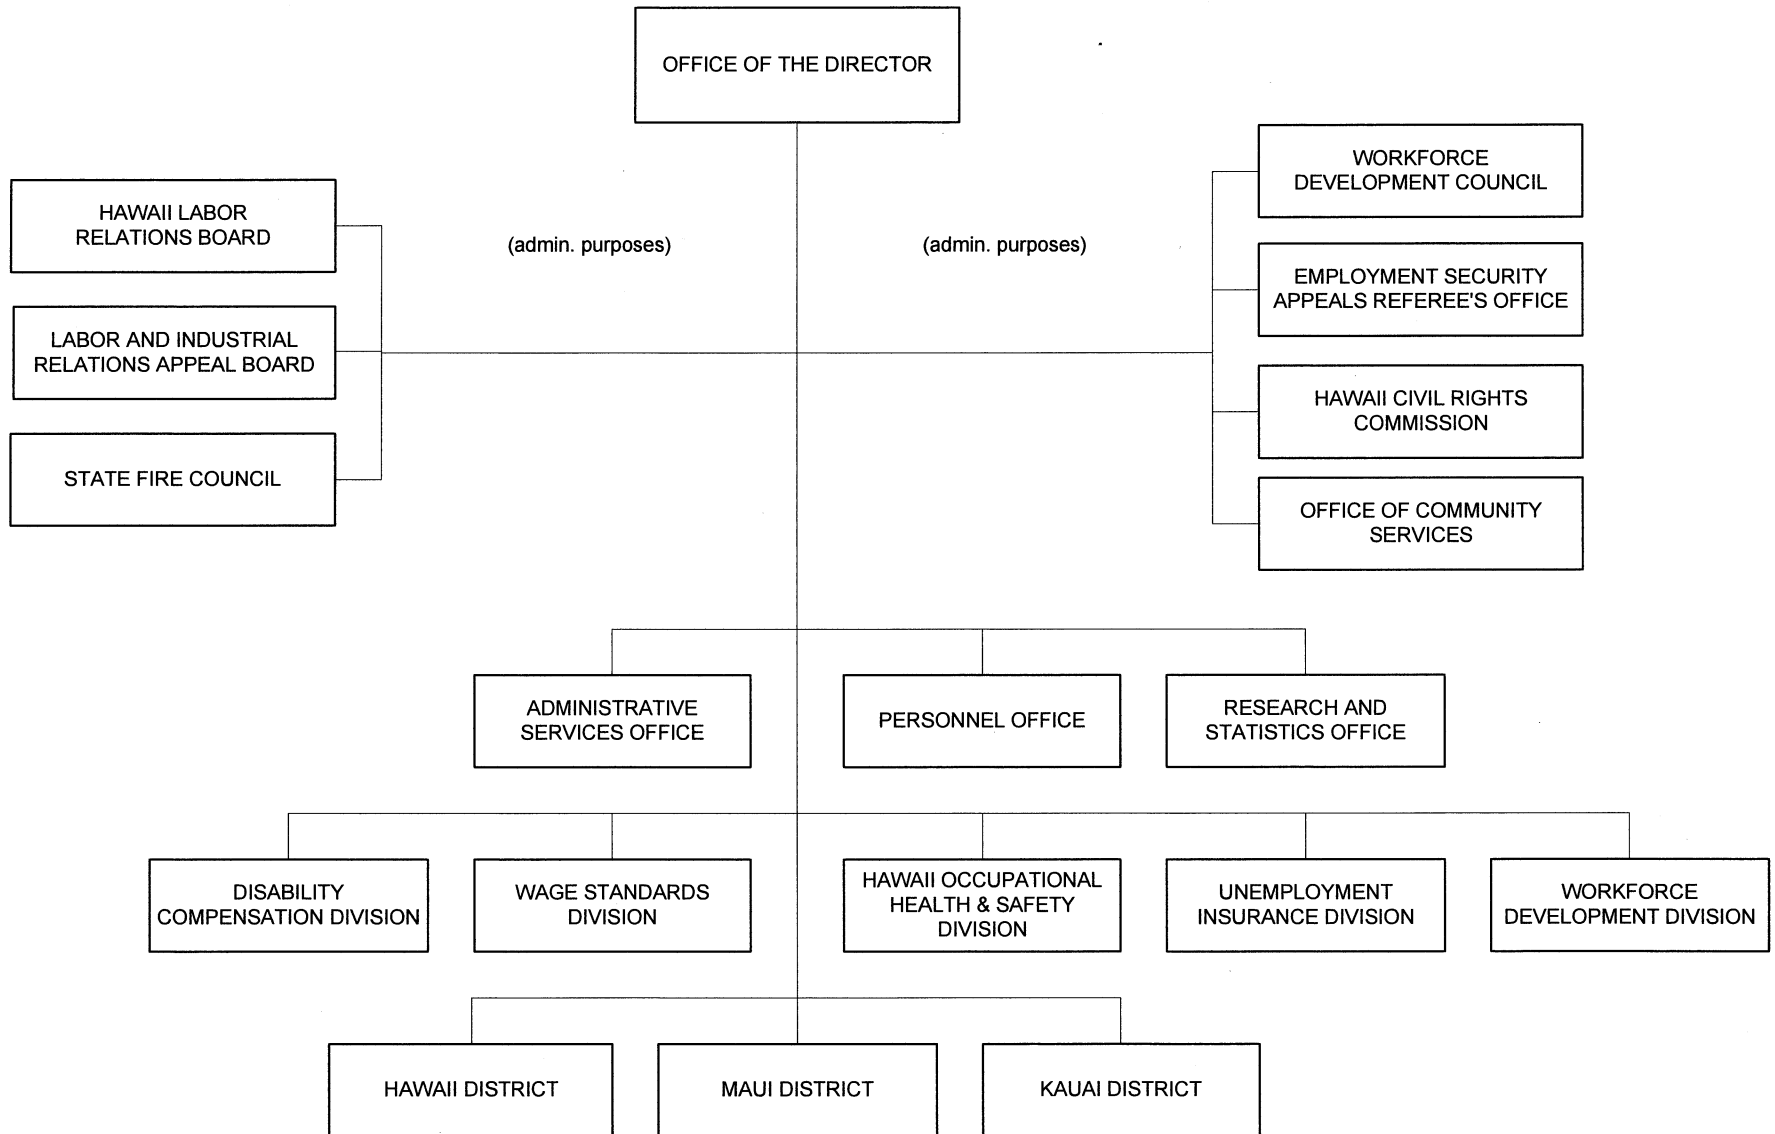 OFFICE OF THE DIRECTOR
HAWAII LABOR
RELATIONS BOARD
LABOR AND INDUSTRIAL
RELATIONS APPEAL BOARD
STATE FIRE COUNCIL
(admin. purposes)
(admin. purposes)
WORKFORCE
DEVELOPMENT COUNCIL
EMPLOYMENT SECURITY
APPEALS REFEREE'S OFFICE
HAWAII CIVIL RIGHTS
COMMISSION
OFFICE OF COMMUNITY
SERVICES
ADMINISTRATIVE
SERVICES OFFICE
PERSONNEL OFFICE
RESEARCH AND
STATISTICS OFFICE
DISABILITY
COMPENSATION DIVISION
WAGE STANDARDS
DIVISION
HAWAII OCCUPATIONAL
HEALTH & SAFETY
DIVISION
UNEMPLOYMENT
INSURANCE DIVISION
WORKFORCE
DEVELOPMENT DIVISION
HAWAII DISTRICT
MAUI DISTRICT
KAUAI DISTRICT